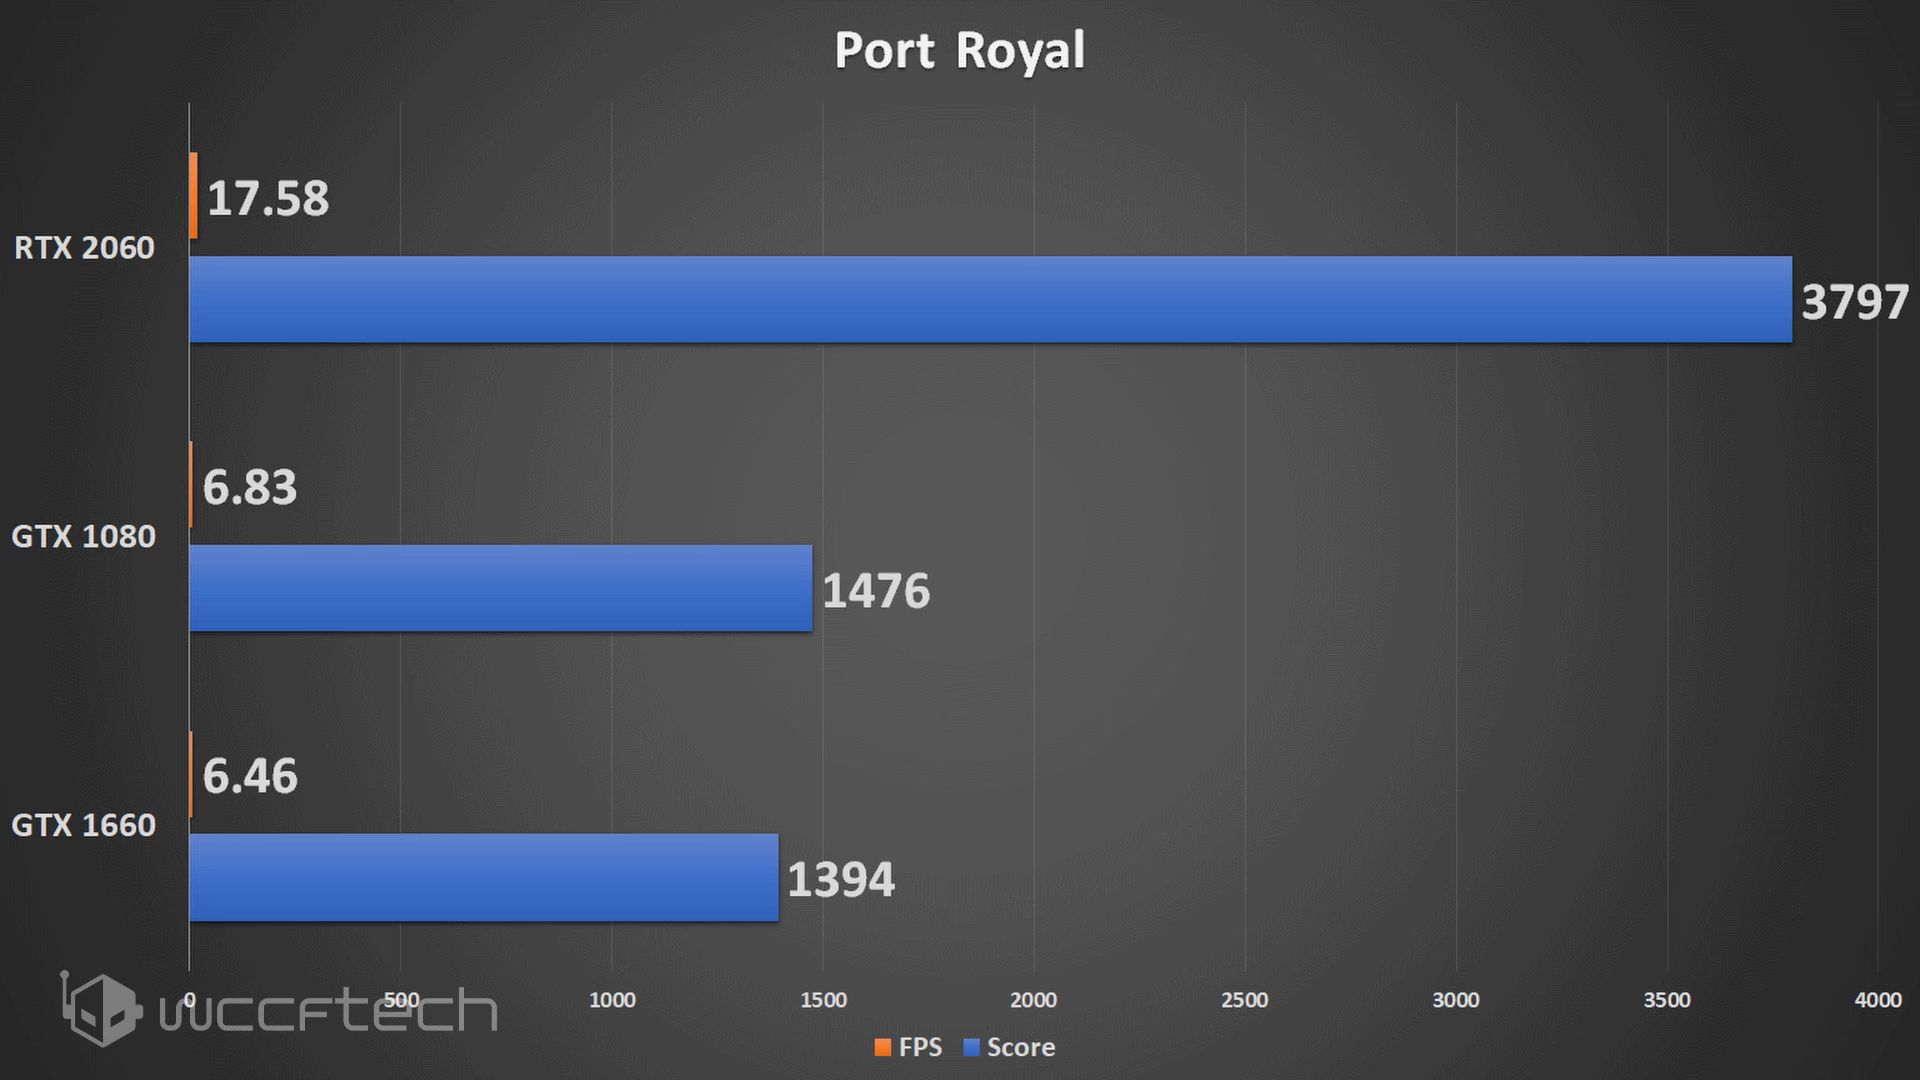 Port Royal
17.58
RTX 2060
3797
6.83
GTX 1080
1476
6.46
GTX 1660
1394
0 500 1000 1500 2000 2500 3000 3500 4000
wccftech
FPS Score